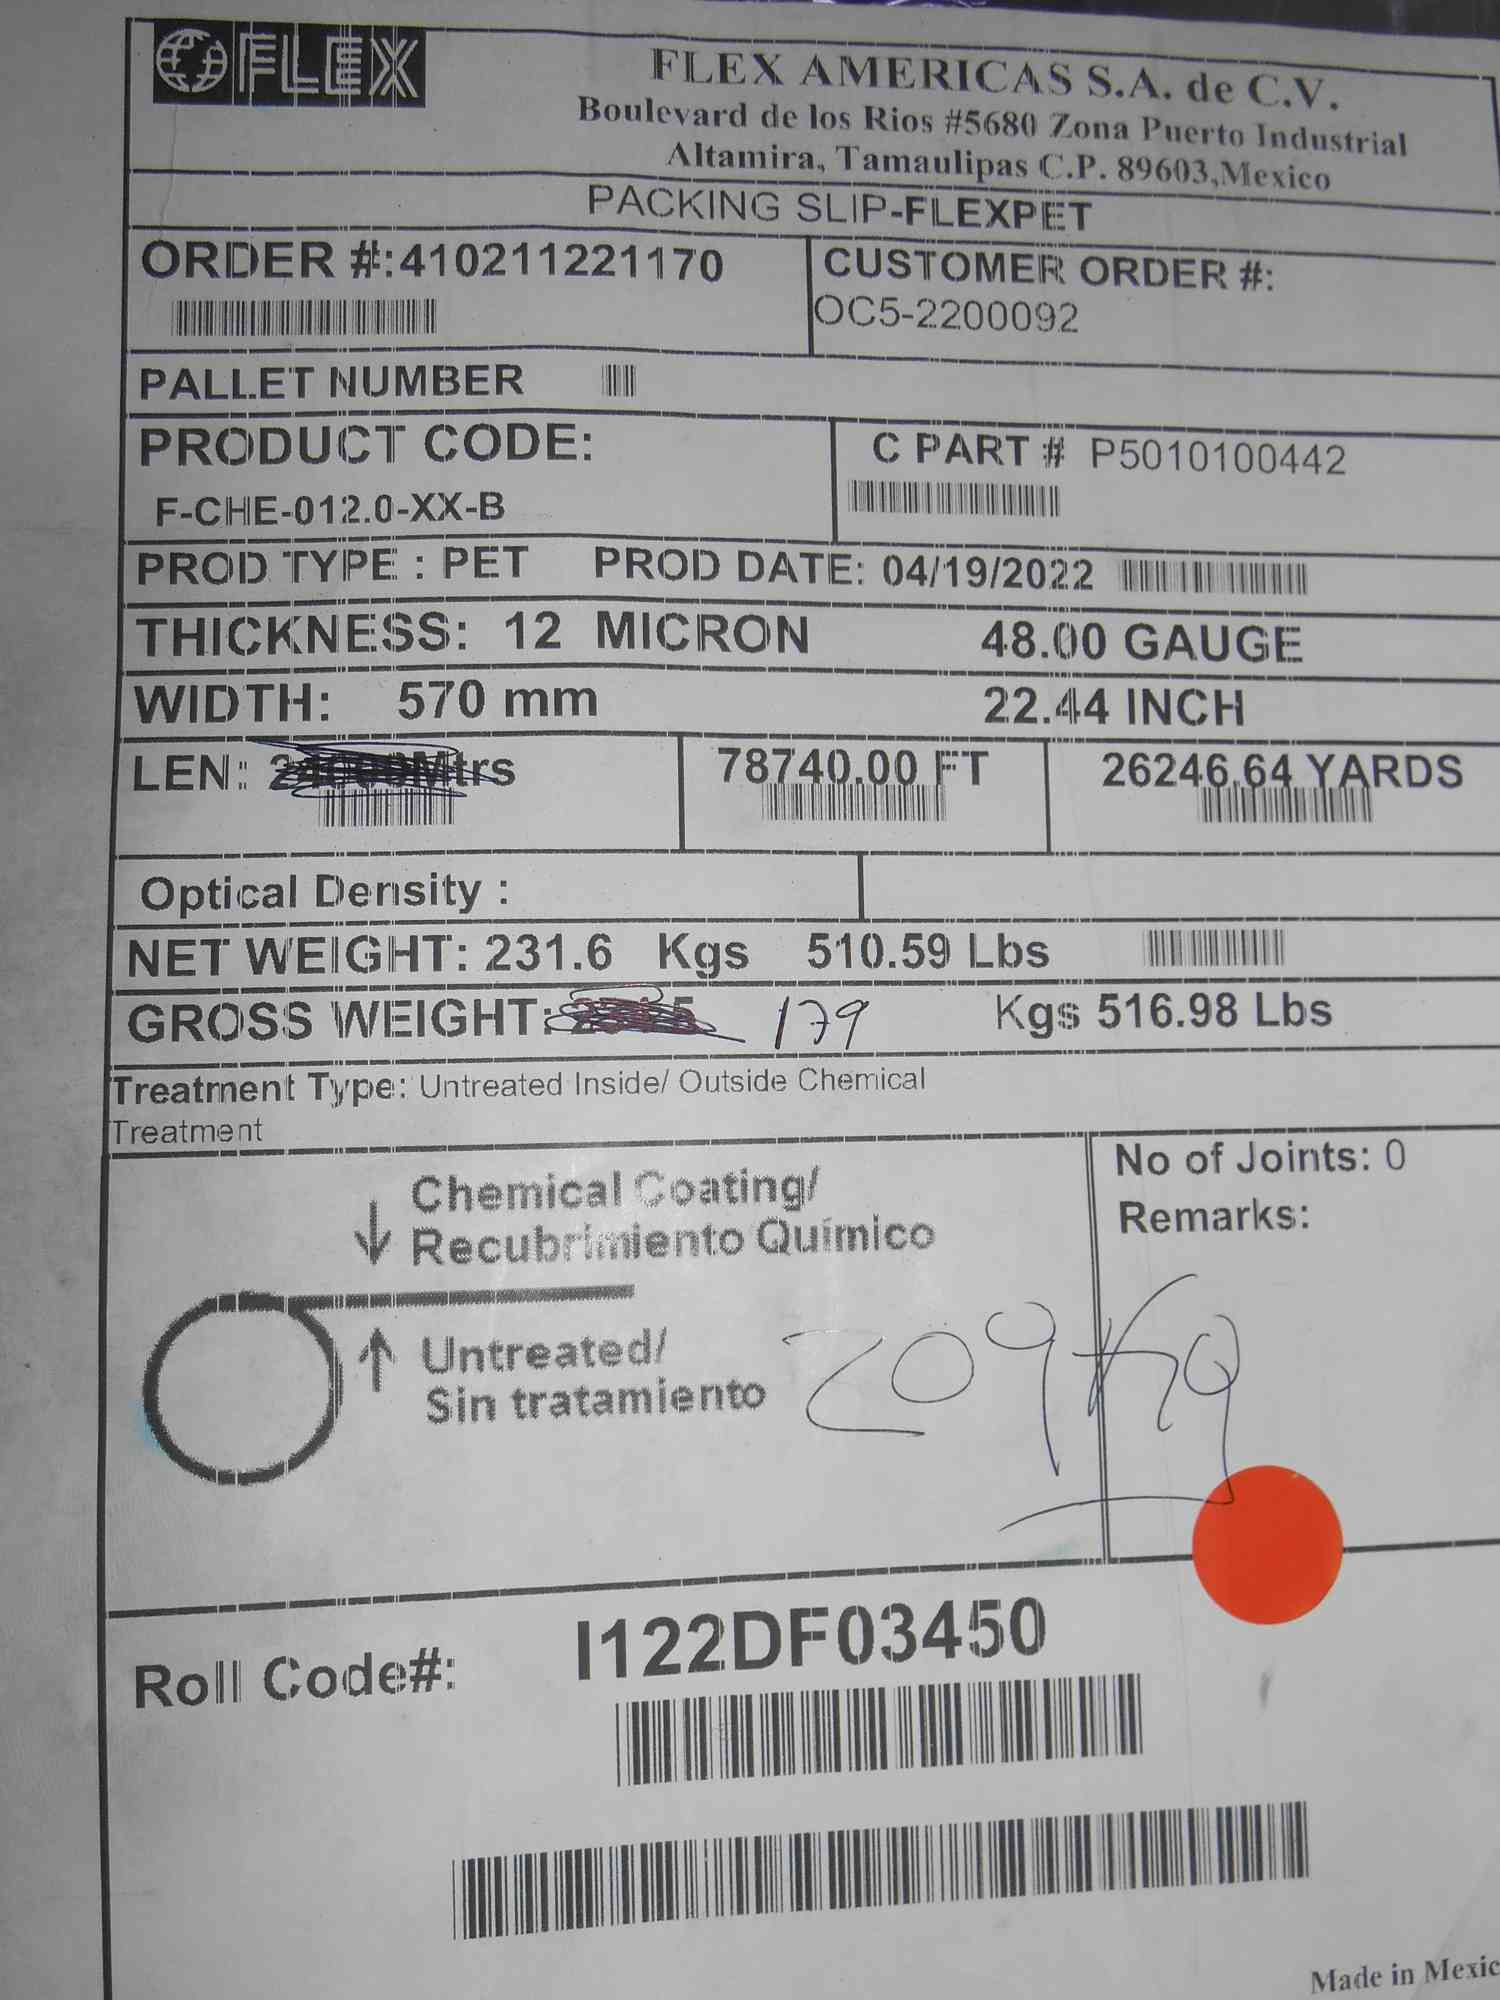 FLEX
FLEX AMERICAS S.A. de C.V.
Boulevard de los Rios #5680 Zona Puerto Industrial
Altamira, Tamaulipas C.P. 89603,Mexico
PACKING SLIP-FLEXPET
ORDER #:410211221170
CUSTOMER ORDER #:
OC5-2200092
PALLET NUMBER
PRODUCT CODE:
F-CHE-012.0-XX-B
C PART # P5010100442
PROD TYPE : PET PROD DATE: 04/19/2022
THICKNESS: 12 MICRON 48.00 GAUGE
WIDTH: 570 mm 22.44 INCH
LEN: Mtrs 78740.00 FT 26246.64 YARDS
Optical Density :
NET WEIGHT: 231.6 Kgs 510.59 Lbs
GROSS WEIGHT: 179 Kgs 516.98 Lbs
Treatment Type: Untreated Inside/ Outside Chemical
Treatment
Chemical Coating/
Recubrimiento Químico
Untreated/
Sin tratamiento
No of Joints: 0
Remarks:
209 Kg
Roll Code#: I122DF03450
Made in Mexic